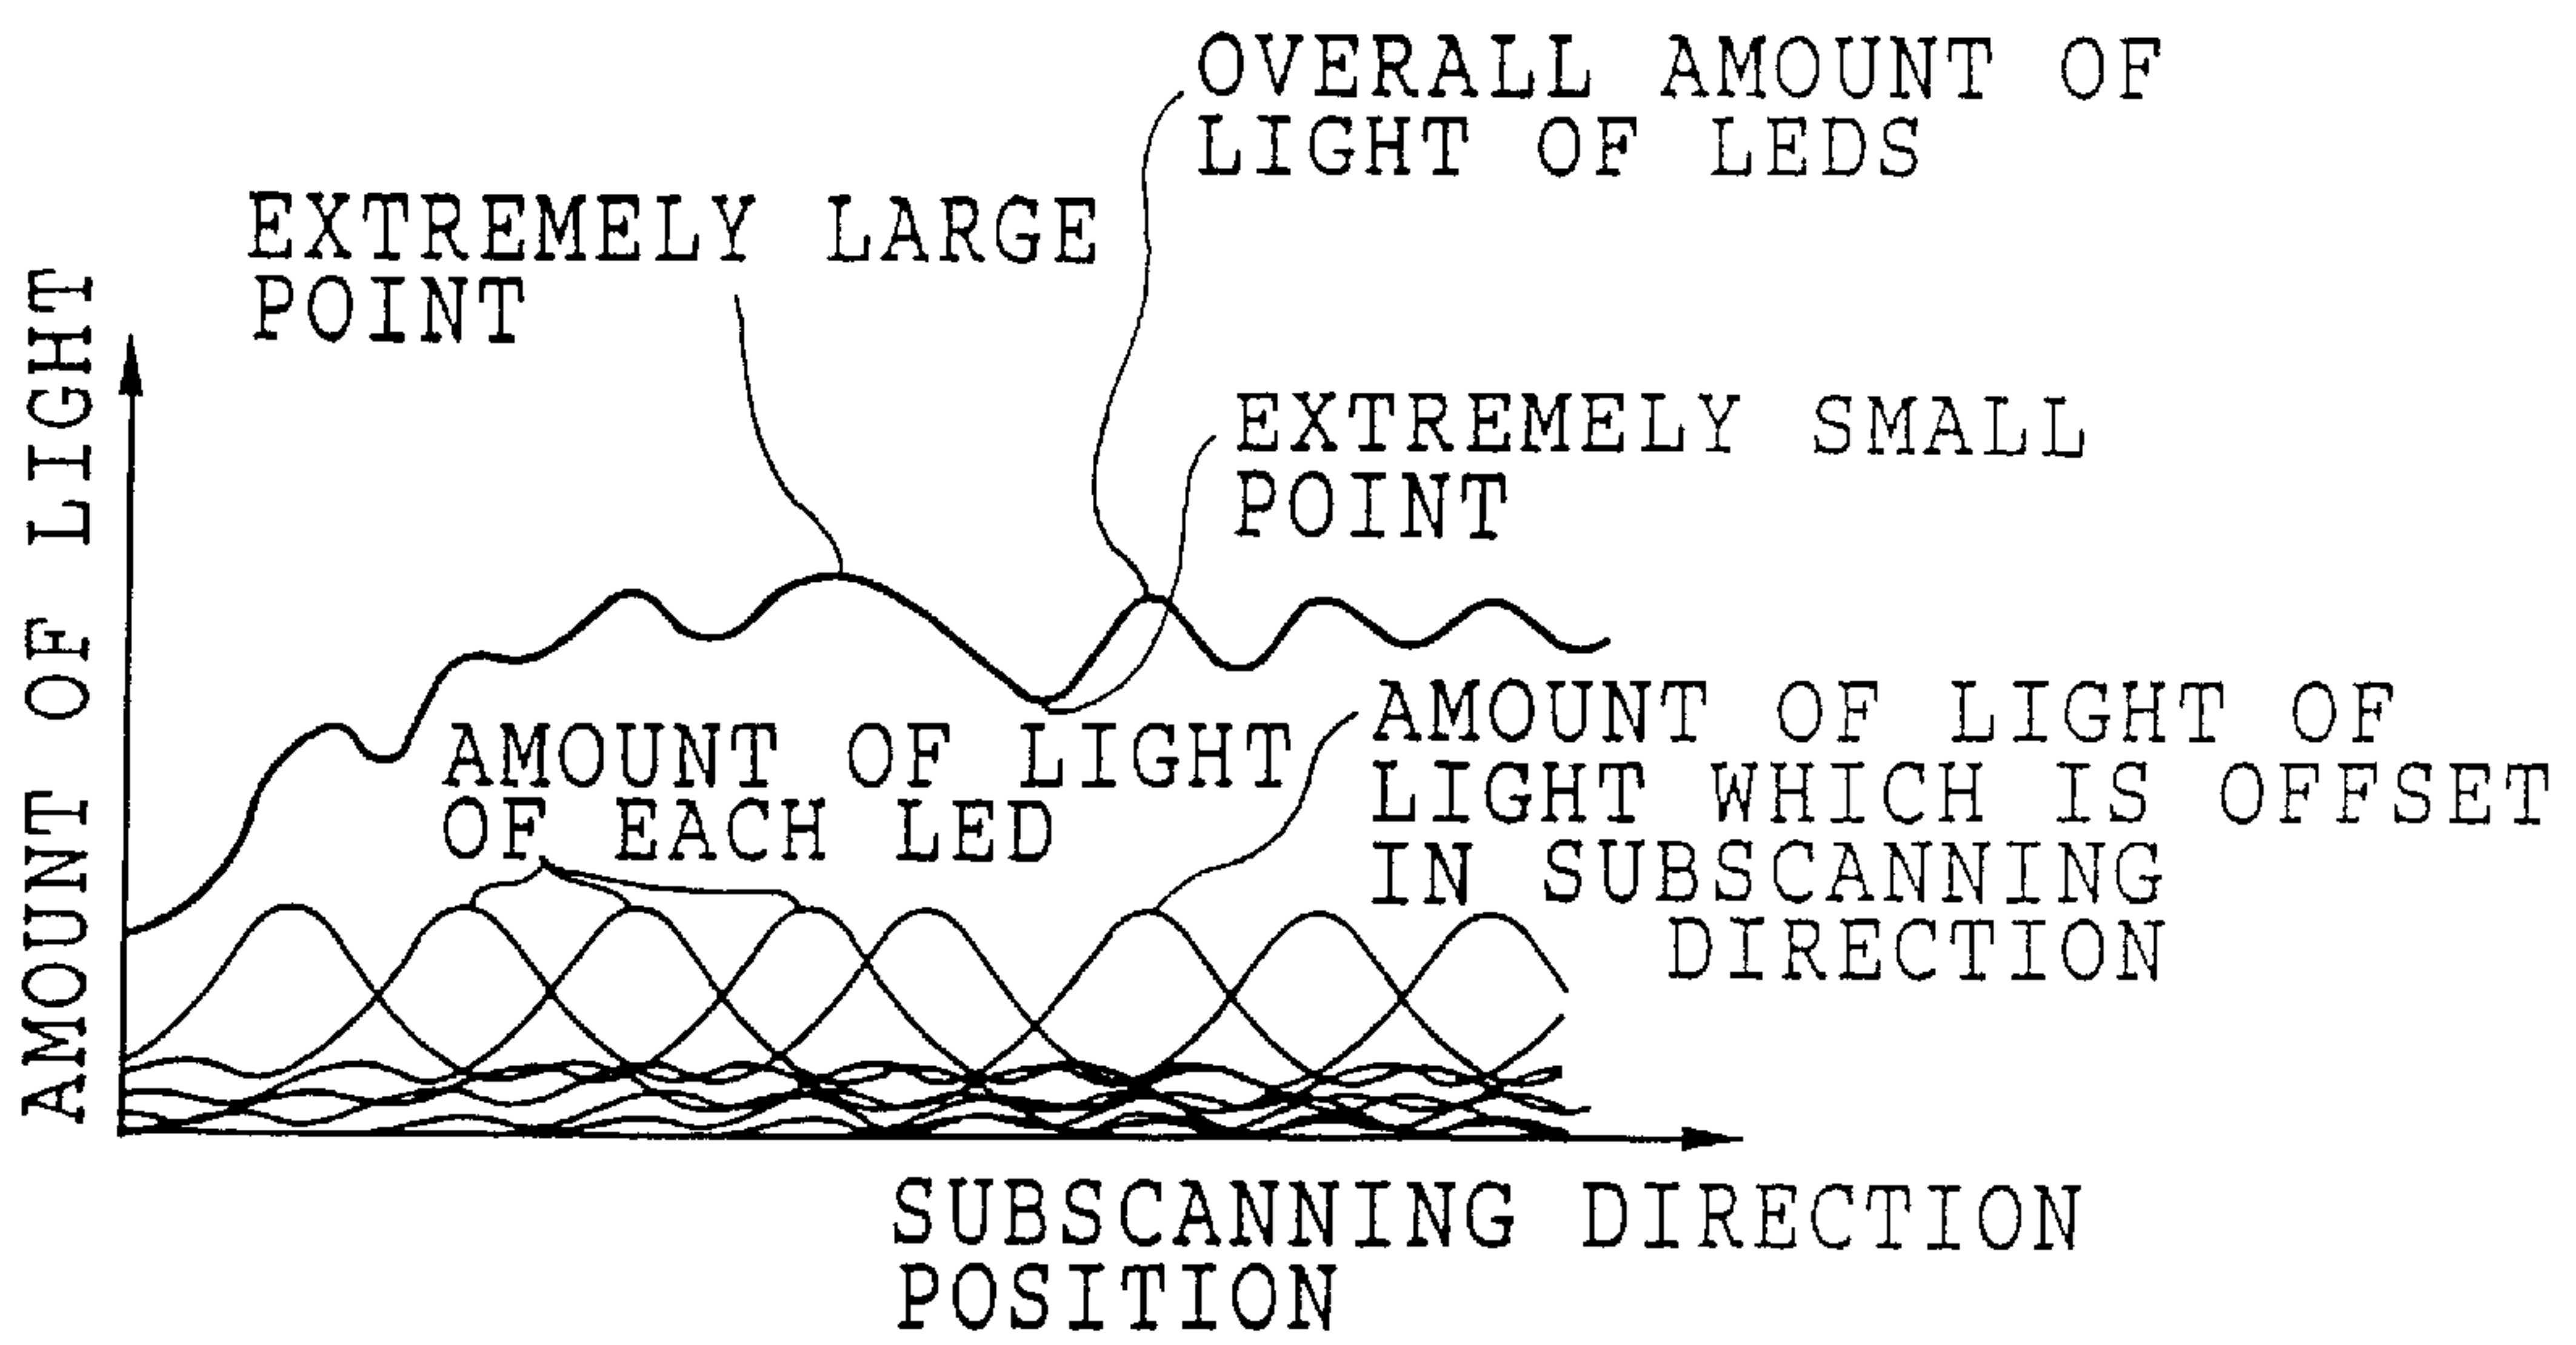 OVERALL AMOUNT OF
LIGHT OF LEDS
EXTREMELY LARGE
POINT
EXTREMELY SMALL
POINT
AMOUNT OF LIGHT
AMOUNT OF LIGHT
OF EACH LED
AMOUNT OF LIGHT OF
LIGHT WHICH IS OFFSET
IN SUBSCANNING
DIRECTION
SUBSCANNING DIRECTION
POSITION